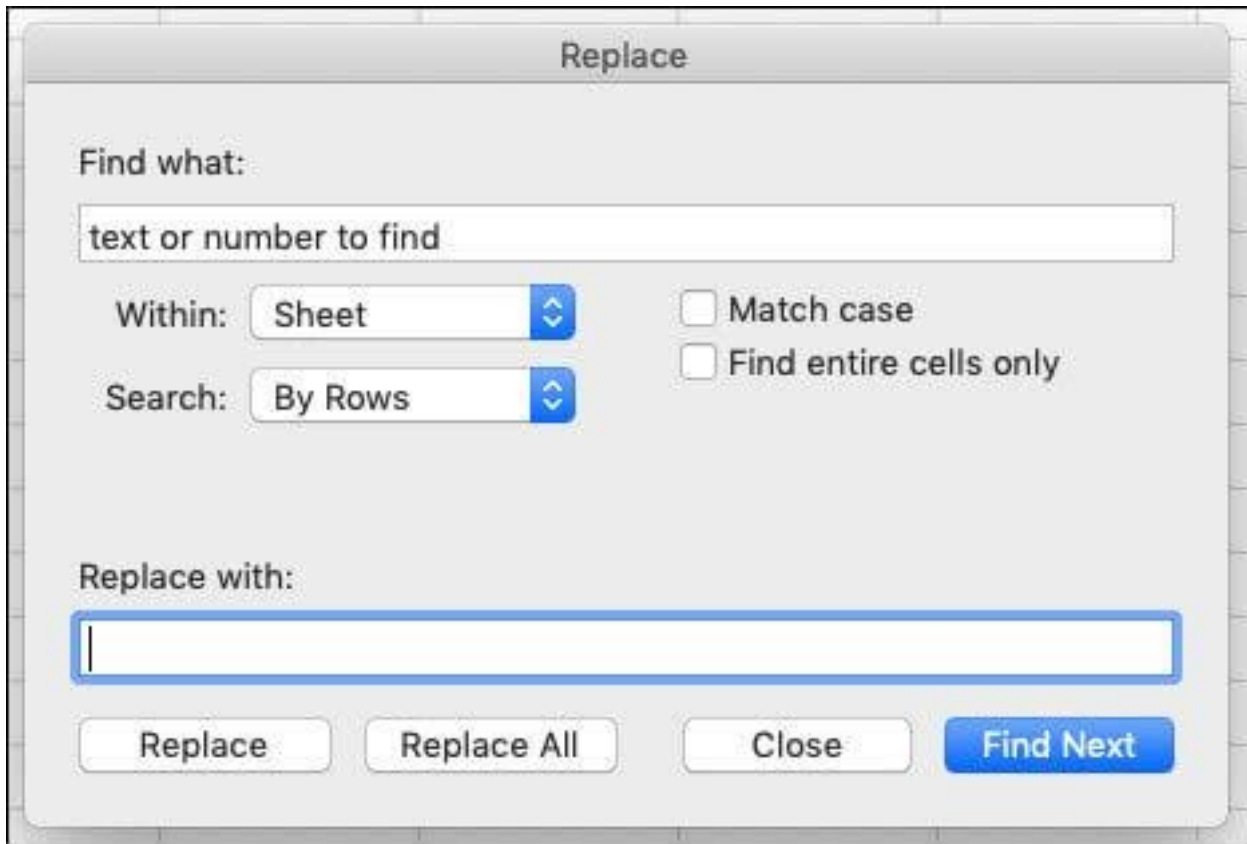 Replace
Find what:
text or number to find
Within: Sheet
Match case
Search: By Rows
Find entire cells only
Replace with:
Replace Replace All Close Find Next